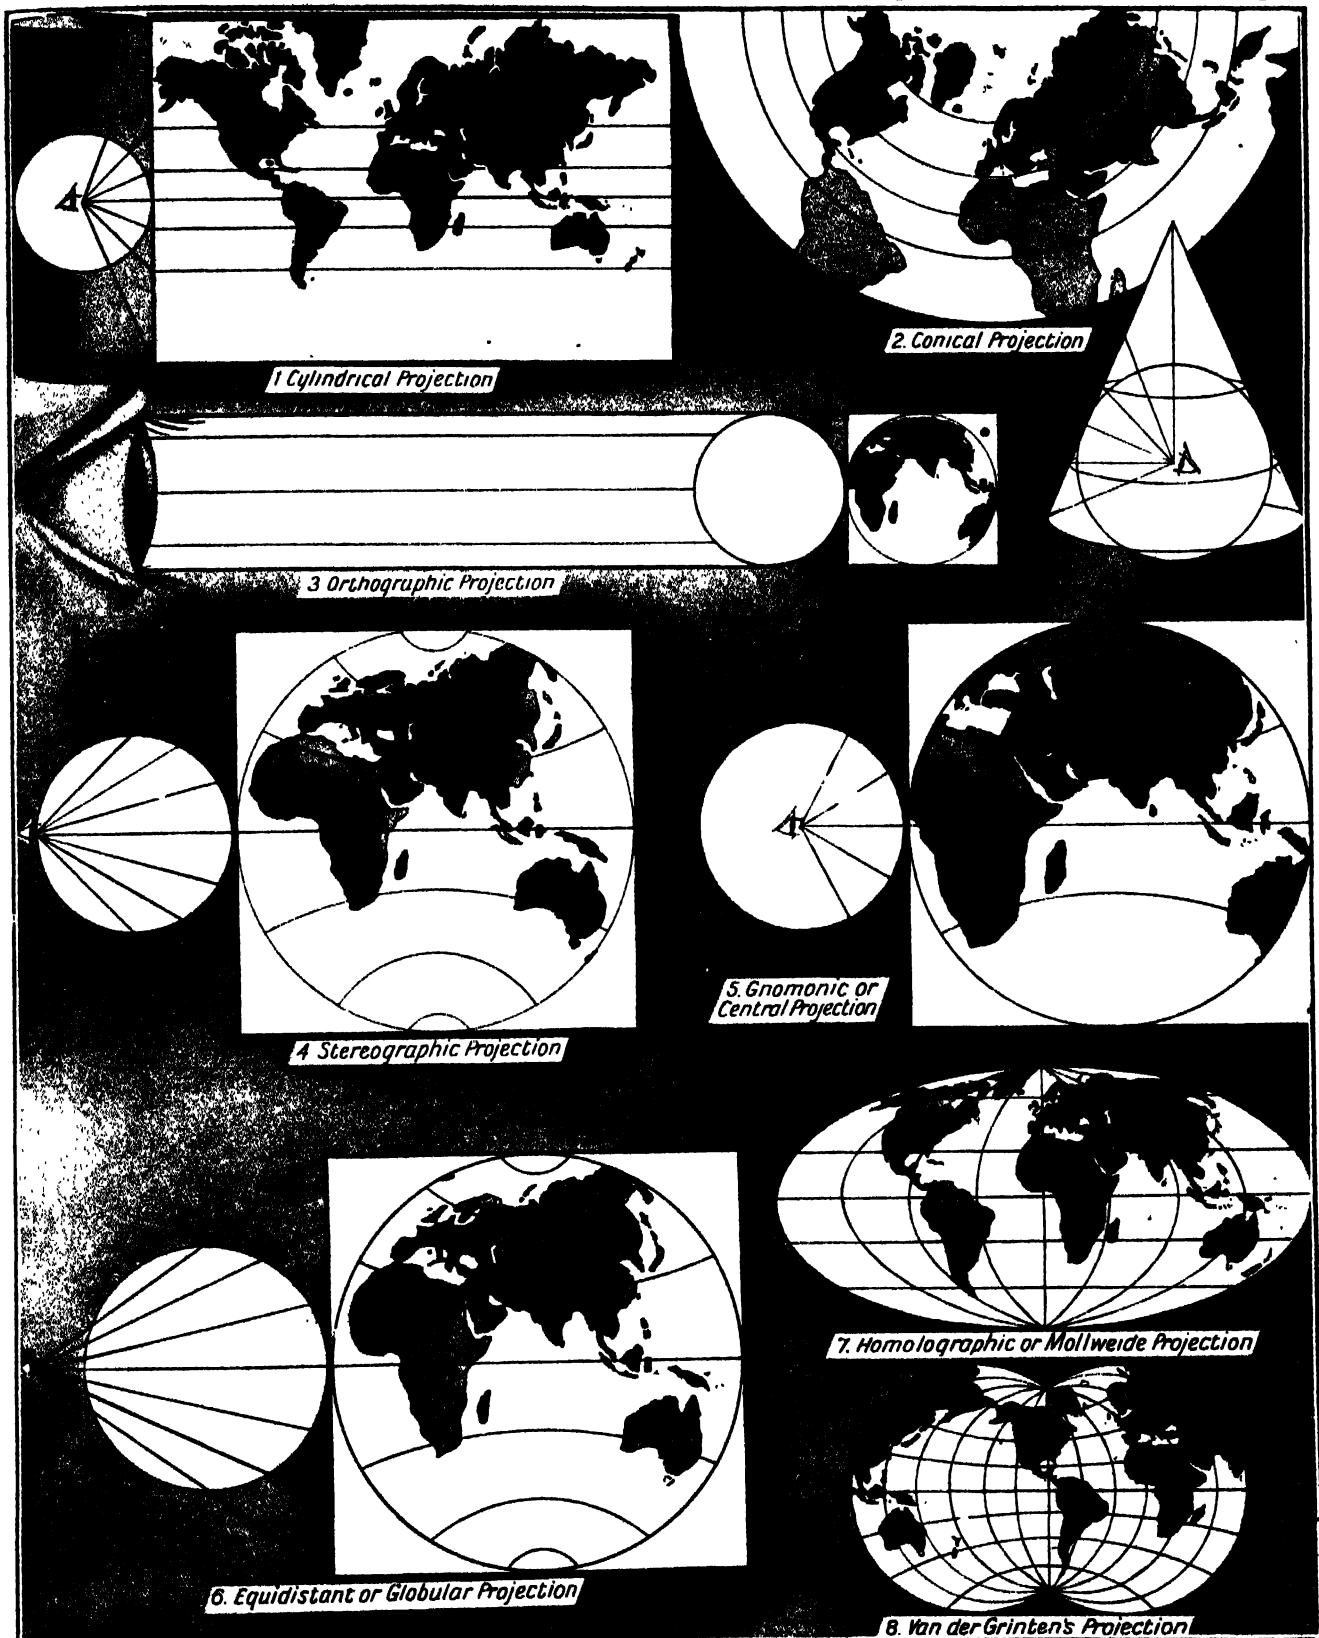 1 Cylindrical Projection
2. Conical Projection
3 Orthographic Projection
4 Stereographic Projection
5. Gnomonic or
Central Projection
6. Equidistant or Globular Projection
7. Homolographic or Mollweide Projection
8. Van der Grinten's Projection